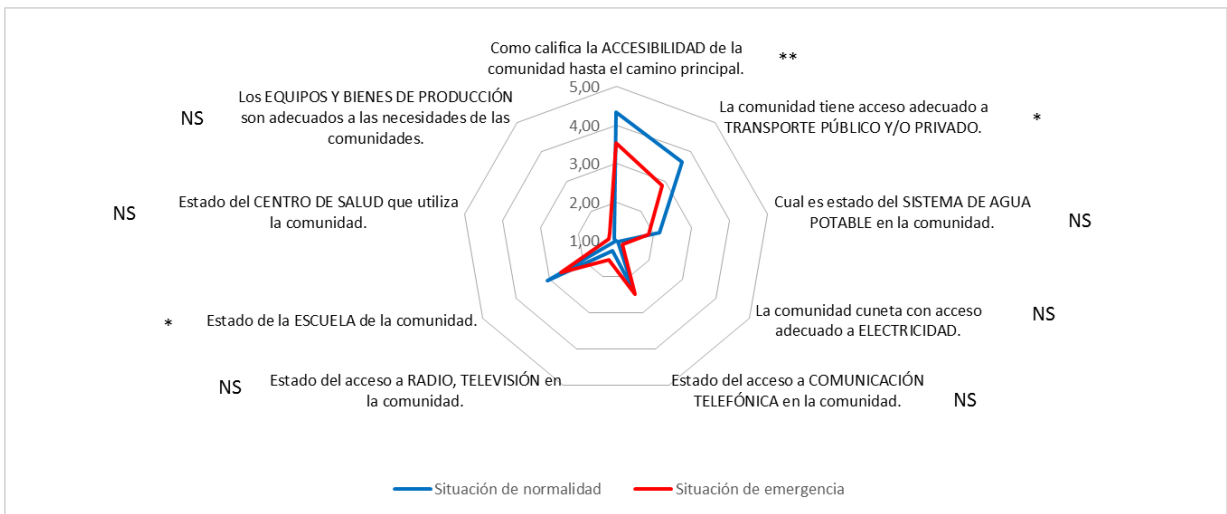 Como califica la ACCESIBILIDAD de la
comunidad hasta el camino principal.
**
Los EQUIPOS Y BIENES DE PRODUCCIÓN
son adecuados a las necesidades de las
comunidades.
NS
5,00
4,00
3,00
2,00
1,00
La comunidad tiene acceso adecuado a
TRANSPORTE PÚBLICO Y/O PRIVADO.
*
NS
Estado del CENTRO DE SALUD que utiliza
la comunidad.
Cual es estado del SISTEMA DE AGUA
POTABLE en la comunidad.
NS
*
Estado de la ESCUELA de la comunidad.
La comunidad cuneta con acceso
adecuado a ELECTRICIDAD.
NS
NS
Estado del acceso a RADIO, TELEVISIÓN en
la comunidad.
Estado del acceso a COMUNICACIÓN
TELEFÓNICA en la comunidad.
NS
Situación de normalidad
Situación de emergencia